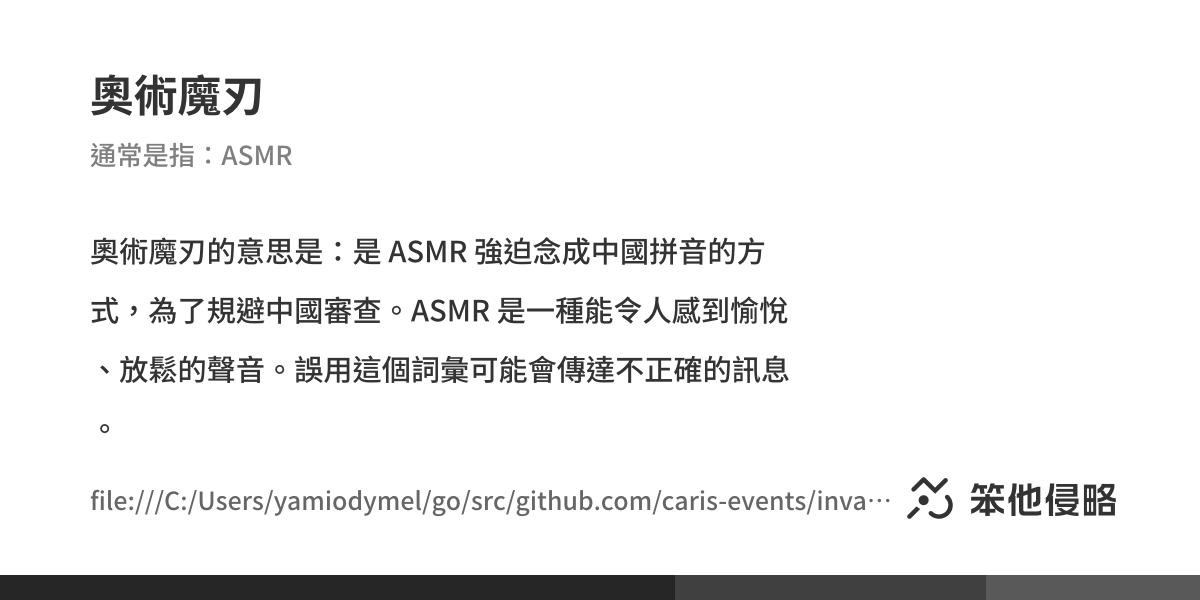 奧術魔刃
通常是指：ASMR
奧術魔刃的意思是：是 ASMR 強迫念成中國拼音的方
式，為了規避中國審查。ASMR 是一種能令人感到愉悅
、放鬆的聲音。誤用這個詞彙可能會傳達不正確的訊息
。
file:///C:/Users/yamiodymel/go/src/github.com/caris-events/inva⋯
笨他侵略